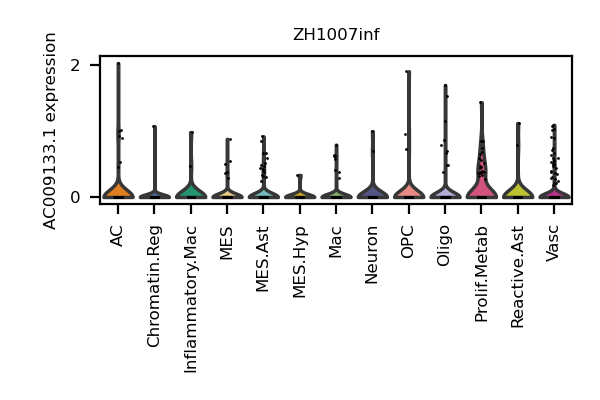 ZH1007inf
AC009133.1 expression
2
0
AC
Chromatin.Reg
Inflammatory.Mac
MES
MES.Ast
MES.Hyp
Mac
Neuron
OPC
Oligo
Prolif.Metab
Reactive.Ast
Vasc